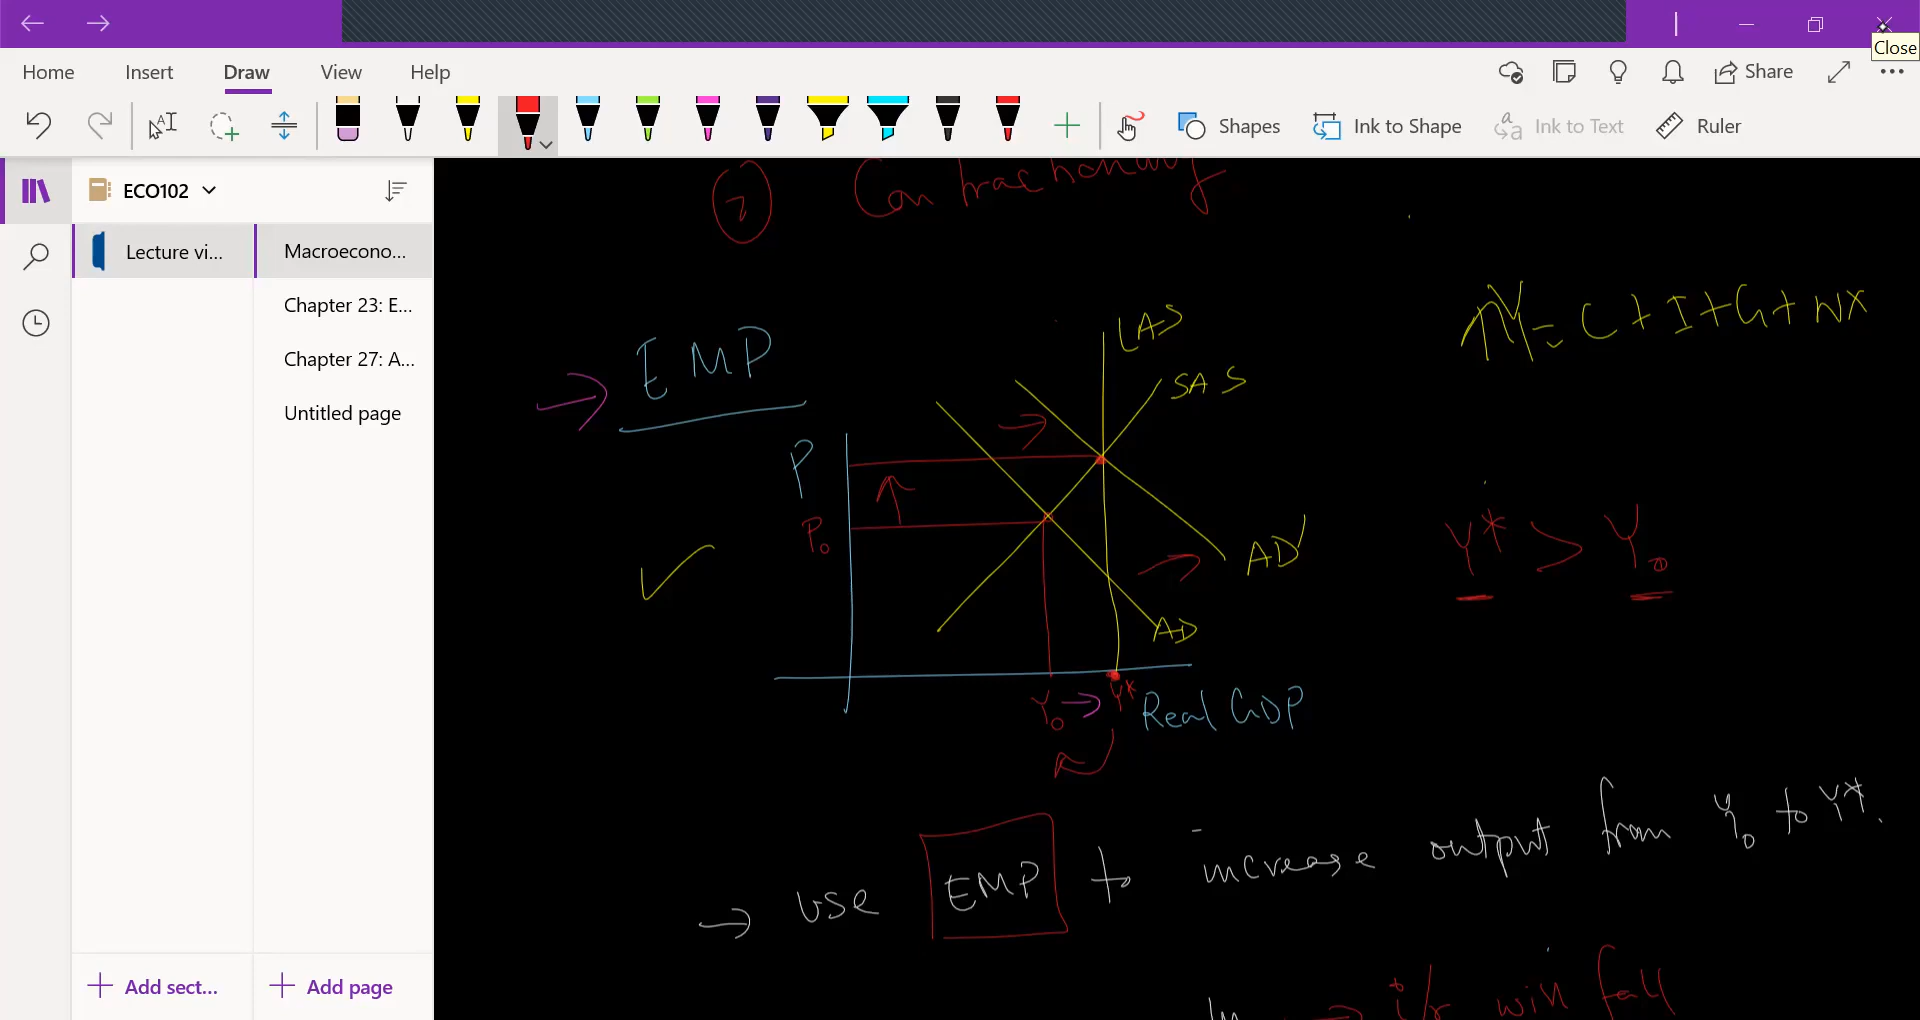 Close
Home Insert Draw View Help
Share
Shapes Ink to Shape Ink to Text Ruler
ECO102
Lecture vi...
Macroecono...
Chapter 23: E...
Chapter 27: A...
Untitled page
Add sect...
Add page
2 Contractionary
EMP
LAS
SAS
Y = C + I + G + NX
P
P₀
AD'
AD
Y* > Y₀
Y₀ → Y*
Real GDP
→ use EMP to increase output from Y₀ to Y*.
→ i/r will fall